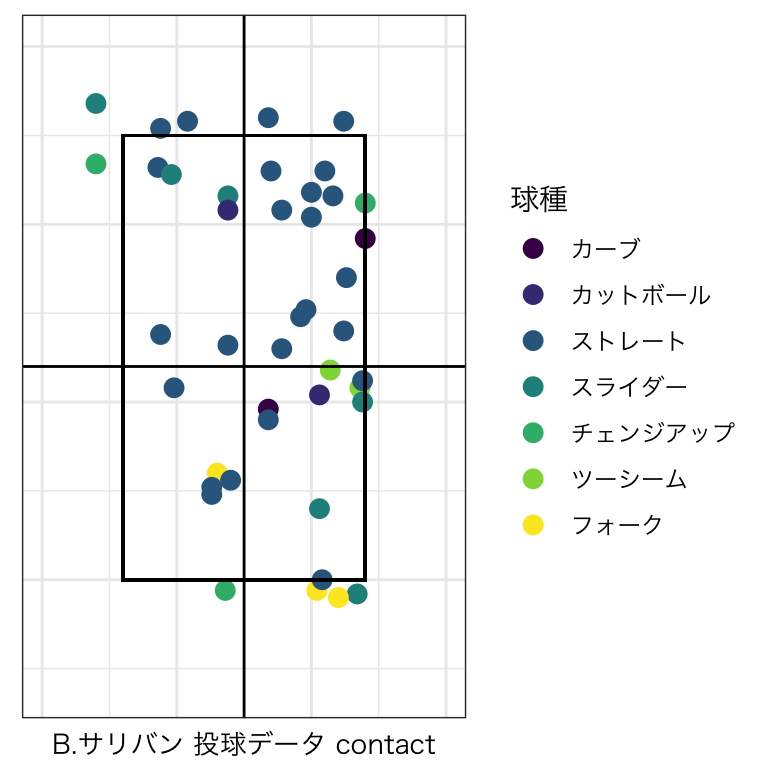 球種
カーブ
カットボール
ストレート
スライダー
チェンジアップ
ツーシーム
フォーク
B.サリバン 投球データ contact